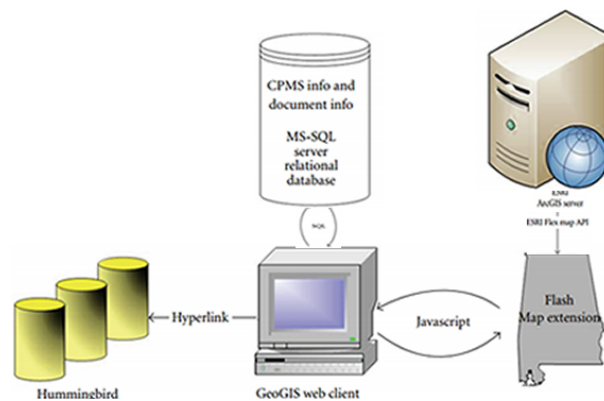 CPMS info and
document info
MS-SQL
server
relational
database
SQL
ArcGIS server
ESRI Flex map API
Flash
Map extension
Hyperlink
Javascript
Hummingbird
GeoGIS web client